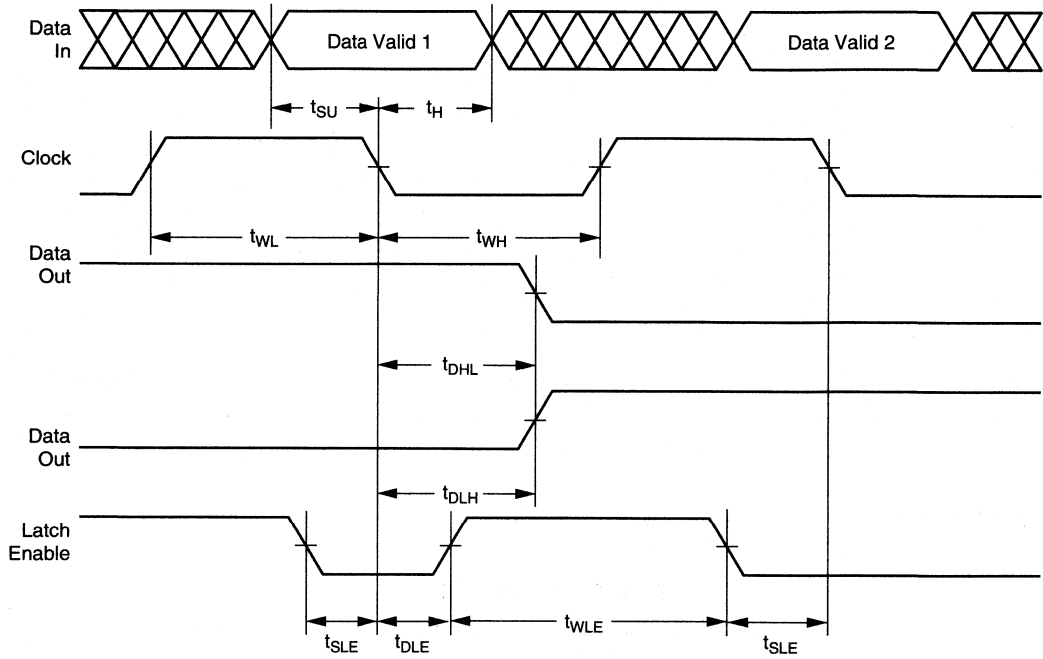 Data
In
Data Valid 1
Data Valid 2
tSU
tH
Clock
tWL
tWH
Data
Out
tDHL
Data
Out
tDLH
Latch
Enable
tSLE
tDLE
tWLE
tSLE